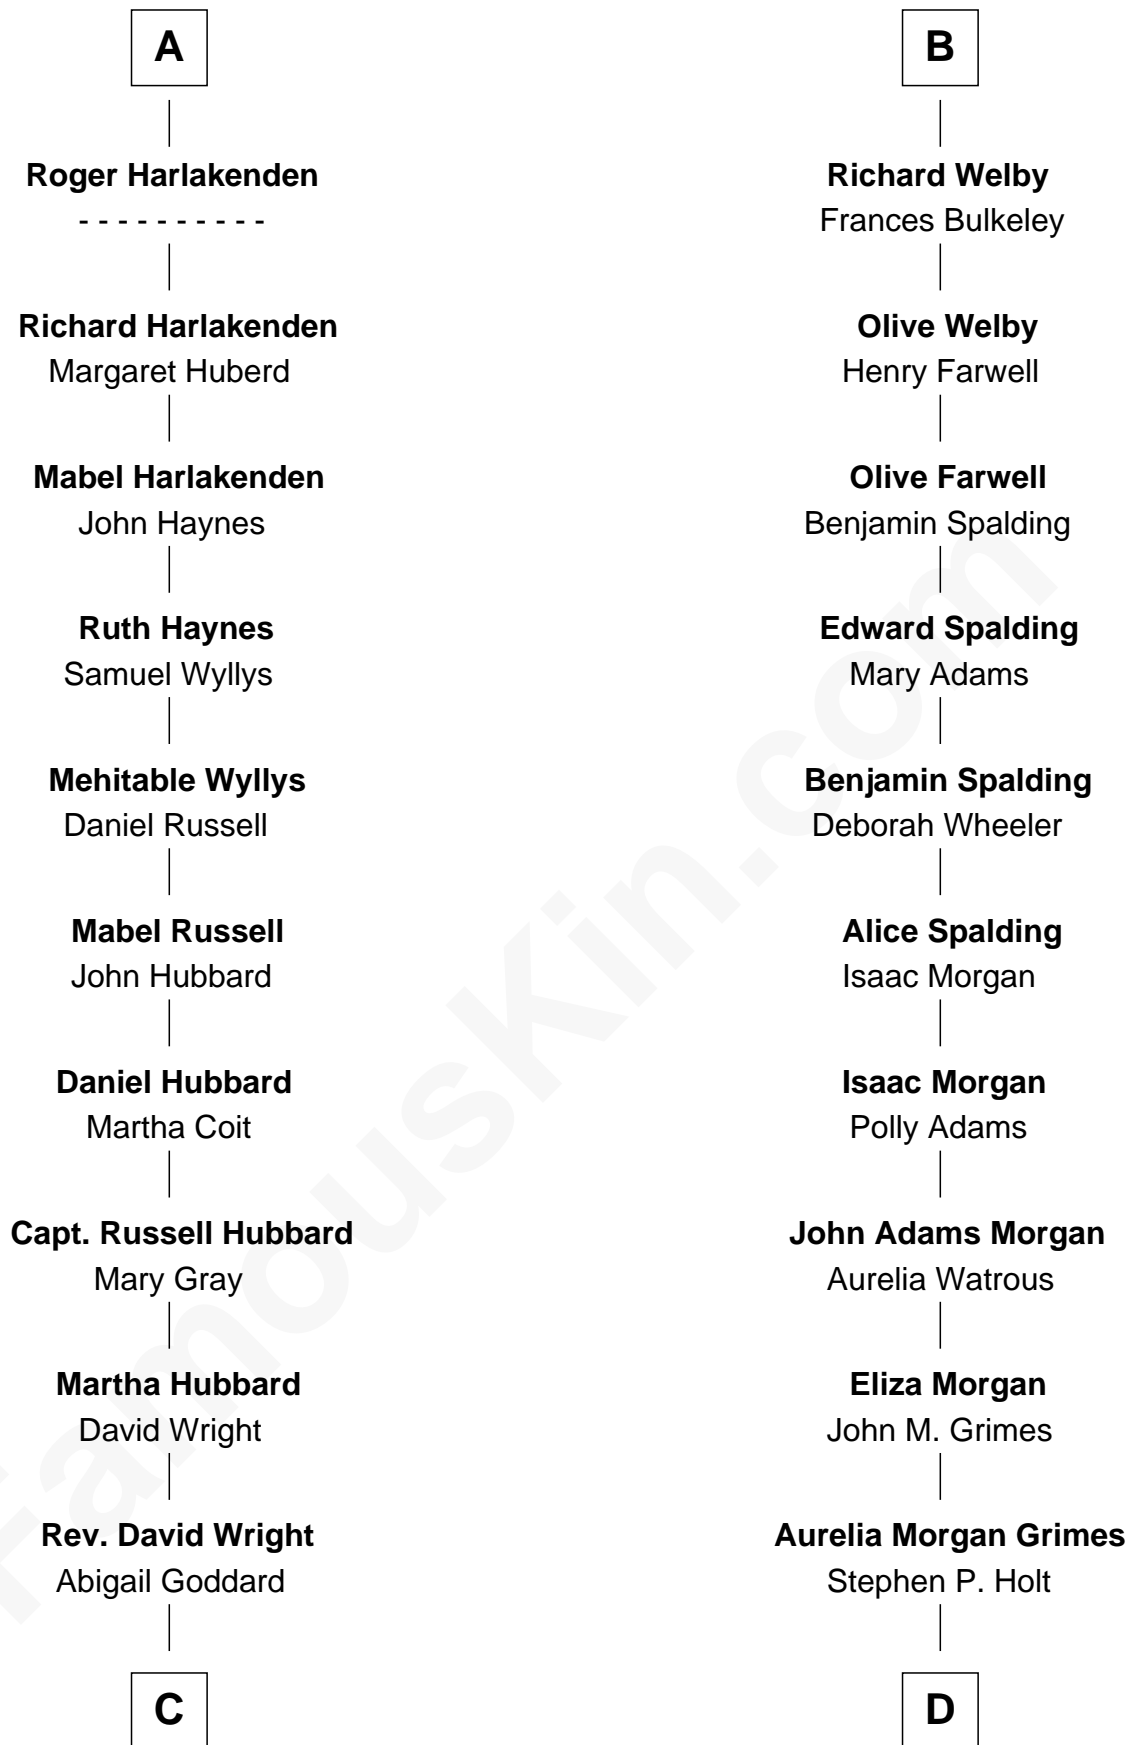 A
Roger Harlakenden
- - - - - - - - - -
Richard Harlakenden
Margaret Huberd
Mabel Harlakenden
John Haynes
Ruth Haynes
Samuel Wyllys
Mehitable Wyllys
Daniel Russell
Mabel Russell
John Hubbard
Daniel Hubbard
Martha Coit
Capt. Russell Hubbard
Mary Gray
Martha Hubbard
David Wright
Rev. David Wright
Abigail Goddard
C
B
Richard Welby
Frances Bulkeley
Olive Welby
Henry Farwell
Olive Farwell
Benjamin Spalding
Edward Spalding
Mary Adams
Benjamin Spalding
Deborah Wheeler
Alice Spalding
Isaac Morgan
Isaac Morgan
Polly Adams
John Adams Morgan
Aurelia Watrous
Eliza Morgan
John M. Grimes
Aurelia Morgan Grimes
Stephen P. Holt
D
FamousKin.com